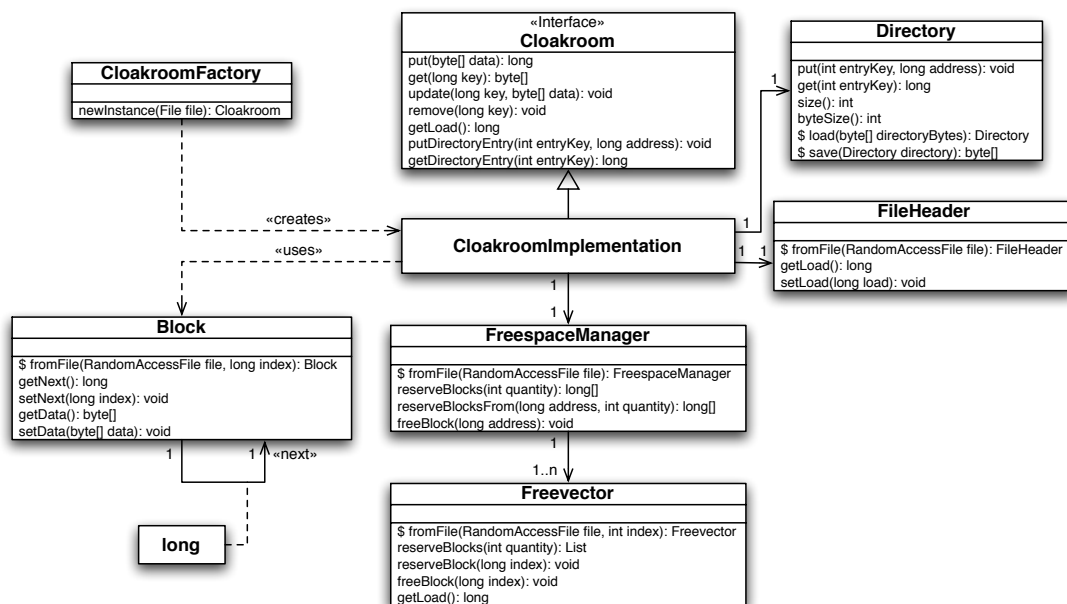 CloakroomFactory
newInstance(File file): Cloakroom
«Interface»
Cloakroom
put(byte[] data): long
get(long key): byte[]
update(long key, byte[] data): void
remove(long key): void
getLoad(): long
putDirectoryEntry(int entryKey, long address): void
getDirectoryEntry(int entryKey): long
Directory
put(int entryKey, long address): void
get(int entryKey): long
size(): int
byteSize(): int
$ load(byte[] directoryBytes): Directory
$ save(Directory directory): byte[]
1
«creates»
«uses»
CloakroomImplementation
1
1
1
FileHeader
$ fromFile(RandomAccessFile file): FileHeader
getLoad(): long
setLoad(long load): void
1
1
Block
$ fromFile(RandomAccessFile file, long index): Block
getNext(): long
setNext(long index): void
getData(): byte[]
setData(byte[] data): void
1
1
«next»
long
FreespaceManager
$ fromFile(RandomAccessFile file): FreespaceManager
reserveBlocks(int quantity): long[]
reserveBlocksFrom(long address, int quantity): long[]
freeBlock(long address): void
1
1..n
Freevector
$ fromFile(RandomAccessFile file, int index): Freevector
reserveBlocks(int quantity): List
reserveBlock(long index): void
freeBlock(long index): void
getLoad(): long